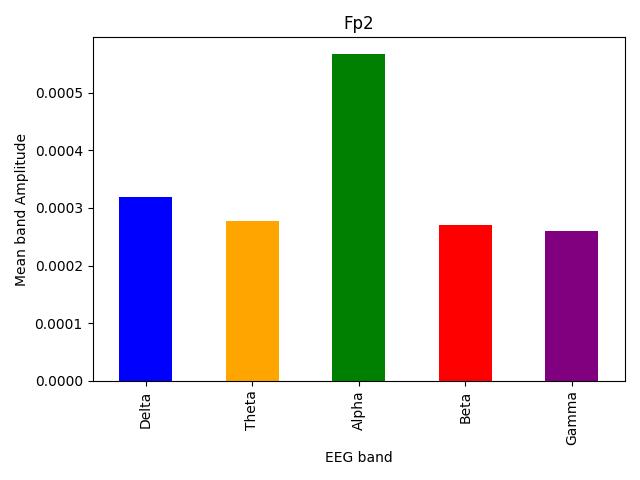 Fp2
Mean band Amplitude
0.0005
0.0004
0.0003
0.0002
0.0001
0.0000
Delta
Theta
Alpha
Beta
Gamma
EEG band